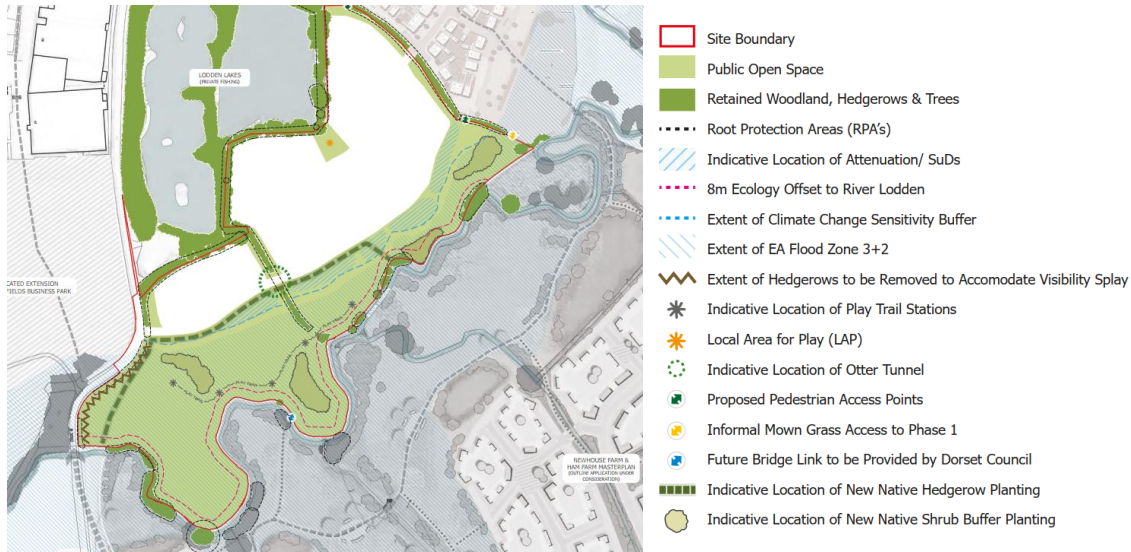 LODDEN LAKES
(PRIVATE FISHING)
CATED EXTENSION
FIELDS BUSINESS PARK
NEWHOUSE FARM &
HAM FARM MASTERPLAN
(OUTLINE APPLICATION UNDER
CONSIDERATION)
Site Boundary
Public Open Space
Retained Woodland, Hedgerows & Trees
Root Protection Areas (RPA's)
Indicative Location of Attenuation/ SuDs
8m Ecology Offset to River Lodden
Extent of Climate Change Sensitivity Buffer
Extent of EA Flood Zone 3+2
Extent of Hedgerows to be Removed to Accomodate Visibility Splay
Indicative Location of Play Trail Stations
Local Area for Play (LAP)
Indicative Location of Otter Tunnel
Proposed Pedestrian Access Points
Informal Mown Grass Access to Phase 1
Future Bridge Link to be Provided by Dorset Council
Indicative Location of New Native Hedgerow Planting
Indicative Location of New Native Shrub Buffer Planting